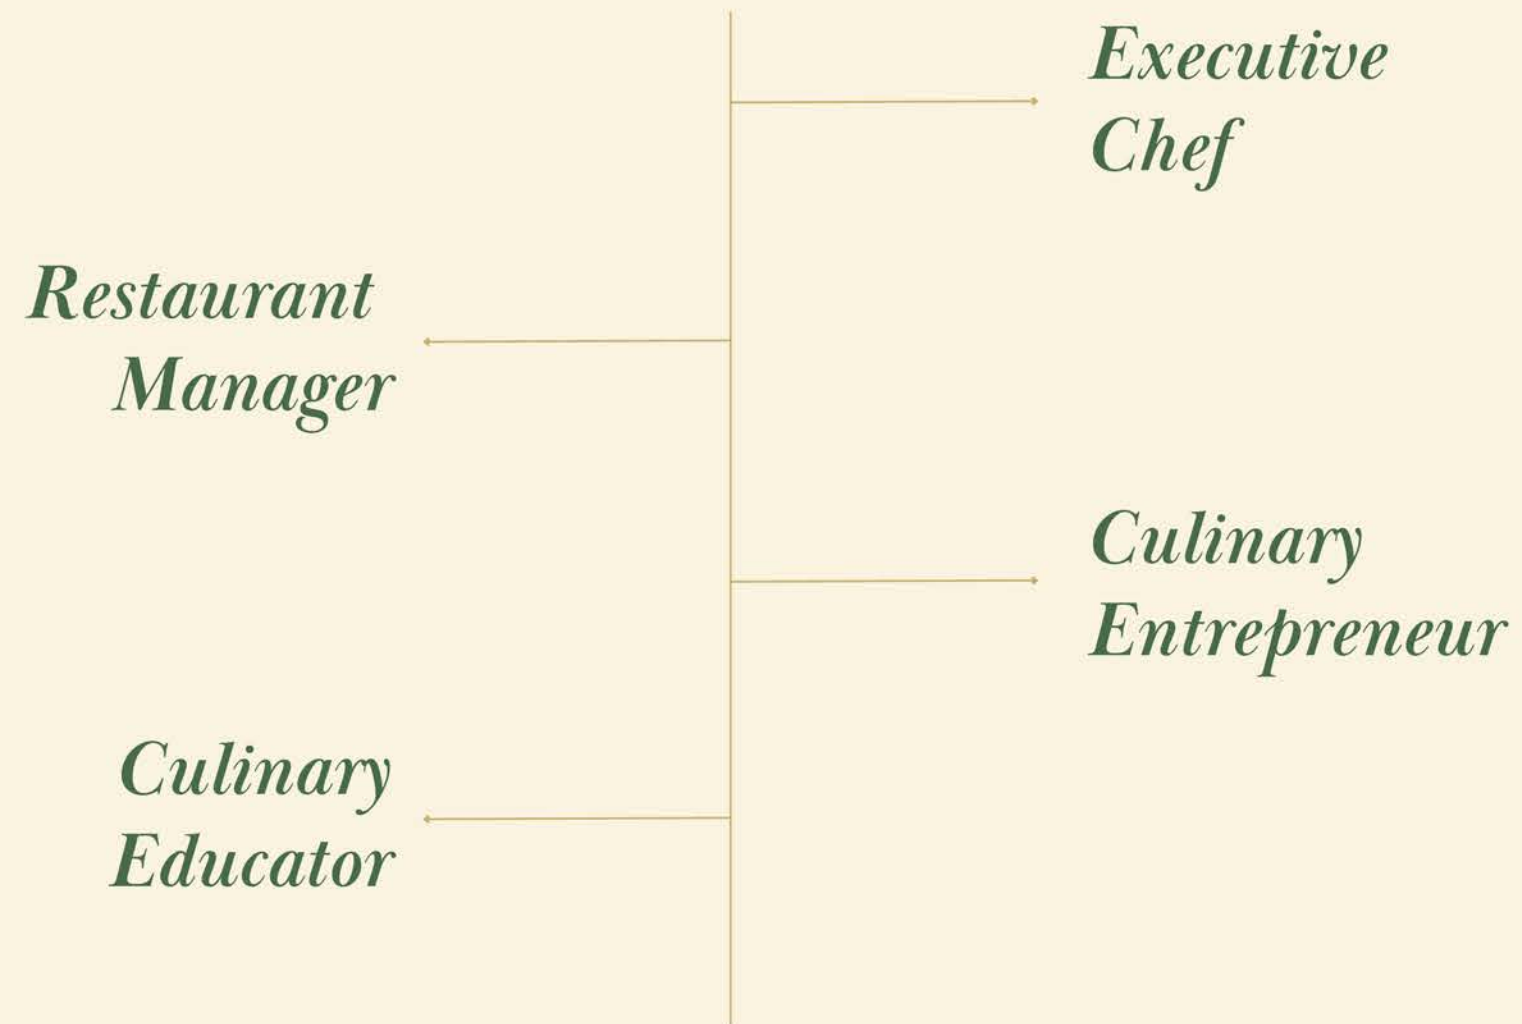 Executive
Chef
Restaurant
Manager
Culinary
Entrepreneur
Culinary
Educator